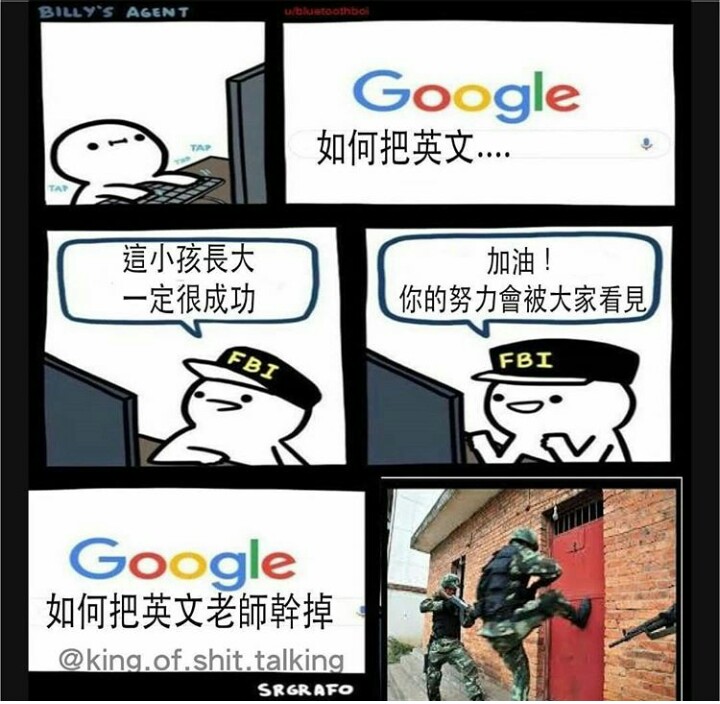 BILLY'S AGENT
u/bluetoothboi
TAP
TAP
TAP
Google
如何把英文....
這小孩長大
一定很成功
FBI
加油！
你的努力會被大家看見
FBI
Google
如何把英文老師幹掉
@king.of.shit.talking
SRGRAFO